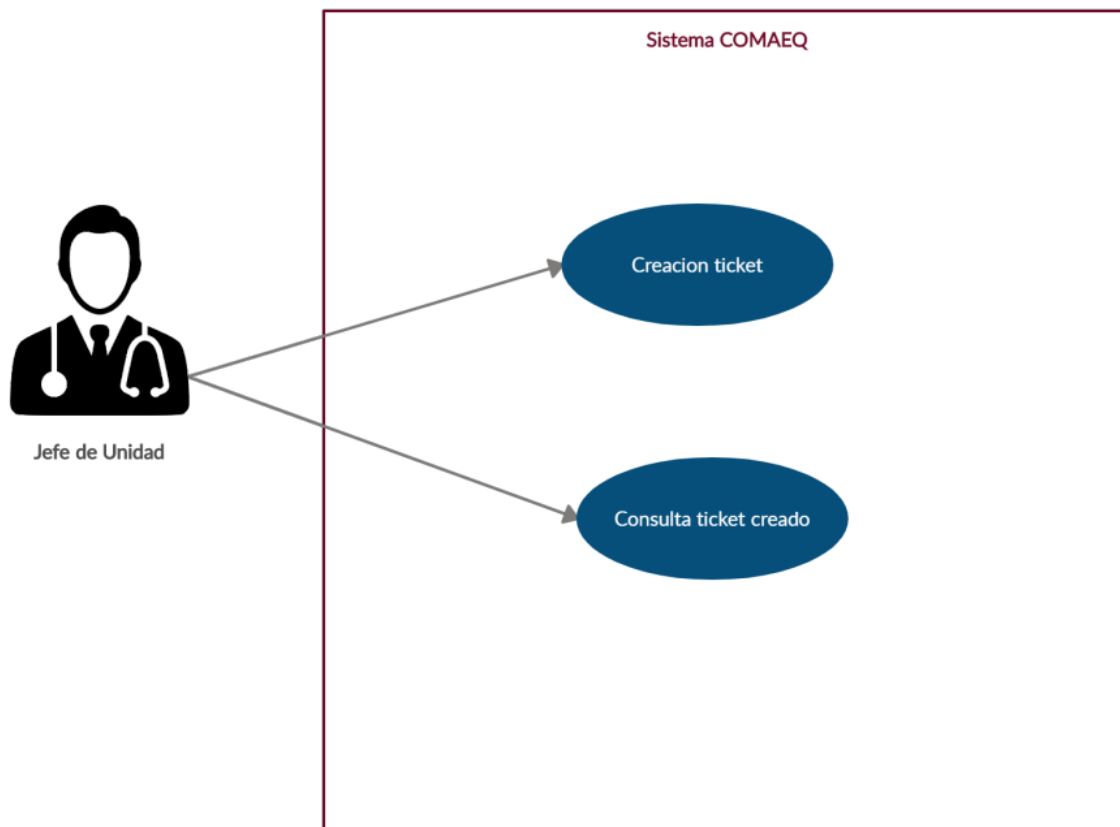 Sistema COMAEQ
Creacion ticket
Jefe de Unidad
Consulta ticket creado